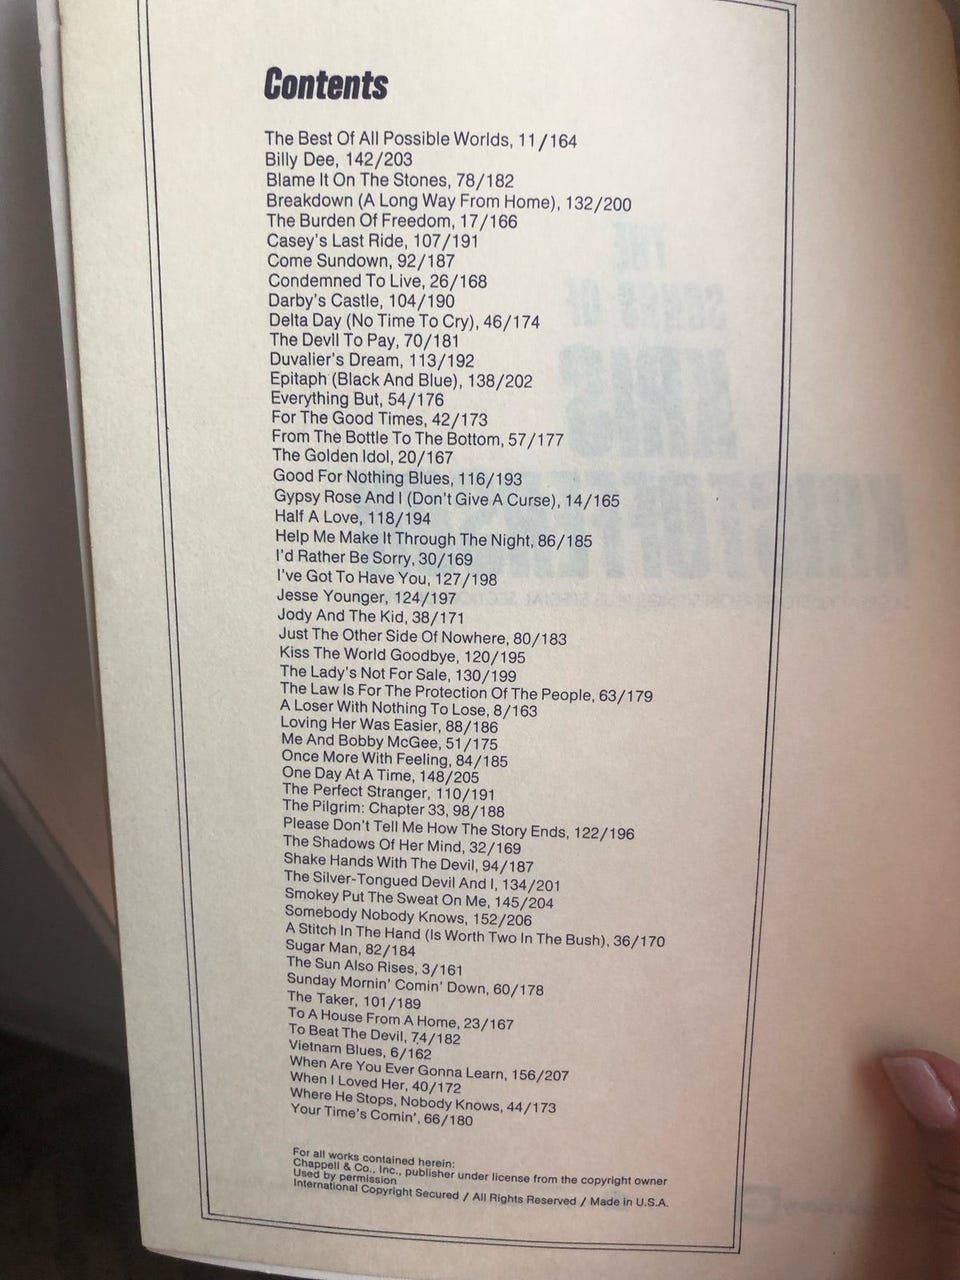 Contents
The Best Of All Possible Worlds, 11/164
Billy Dee, 142/203
Blame It On The Stones, 78/182
Breakdown (A Long Way From Home), 132/200
The Burden Of Freedom, 17/166
Casey's Last Ride, 107/191
Come Sundown, 92/187
Condemned To Live, 26/168
Darby's Castle, 104/190
Delta Day (No Time To Cry), 46/174
The Devil To Pay, 70/181
Duvalier's Dream, 113/192
Epitaph (Black And Blue), 138/202
Everything But, 54/176
For The Good Times, 42/173
From The Bottle To The Bottom, 57/177
The Golden Idol, 20/167
Good For Nothing Blues, 116/193
Gypsy Rose And I (Don't Give A Curse), 14/165
Half A Love, 118/194
Help Me Make It Through The Night, 86/185
I'd Rather Be Sorry, 30/169
I've Got To Have You, 127/198
Jesse Younger, 124/197
Jody And The Kid, 38/171
Just The Other Side Of Nowhere, 80/183
Kiss The World Goodbye, 120/195
The Lady's Not For Sale, 130/199
The Law Is For The Protection Of The People, 63/179
A Loser With Nothing To Lose, 8/163
Loving Her Was Easier, 88/186
Me And Bobby McGee, 51/175
Once More With Feeling, 84/185
One Day At A Time, 148/205
The Perfect Stranger, 110/191
The Pilgrim: Chapter 33, 98/188
Please Don't Tell Me How The Story Ends, 122/196
The Shadows Of Her Mind, 32/169
Shake Hands With The Devil, 94/187
The Silver-Tongued Devil And I, 134/201
Smokey Put The Sweat On Me, 145/204
Somebody Nobody Knows, 152/206
A Stitch In The Hand (Is Worth Two In The Bush), 36/170
Sugar Man, 82/184
The Sun Also Rises, 3/161
Sunday Mornin' Comin' Down, 60/178
The Taker, 101/189
To A House From A Home, 23/167
To Beat The Devil, 74/182
Vietnam Blues, 6/162
When Are You Ever Gonna Learn, 156/207
When I Loved Her, 40/172
Where He Stops, Nobody Knows, 44/173
Your Time's Comin', 66/180
For all works contained herein:
Chappell & Co., Inc., publisher under license from the copyright owner
Used by permission
International Copyright Secured / All Rights Reserved / Made in U.S.A.
THE
SONGS OF
KRIS
KRISTOFFERSON